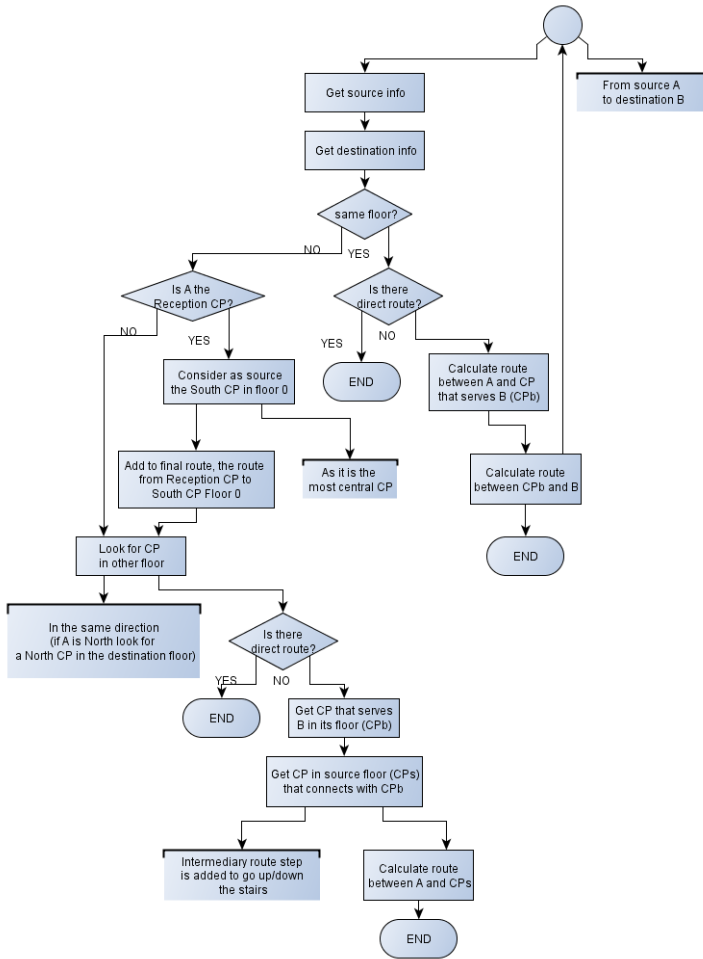 Get source info
From source A
to destination B
Get destination info
same floor?
NO
YES
Is A the
Reception CP?
Is there
direct route?
NO
YES
YES
NO
Consider as source
the South CP in floor 0
END
Calculate route
between A and CP
that serves B (CPb)
Add to final route, the route
from Reception CP to
South CP Floor 0
As it is the
most central CP
Calculate route
between CPb and B
Look for CP
in other floor
END
In the same direction
(if A is North look for
a North CP in the destination floor)
Is there
direct route?
YES
NO
END
Get CP that serves
B in its floor (CPb)
Get CP in source floor (CPs)
that connects with CPb
Intermediary route step
is added to go up/down
the stairs
Calculate route
between A and CPs
END